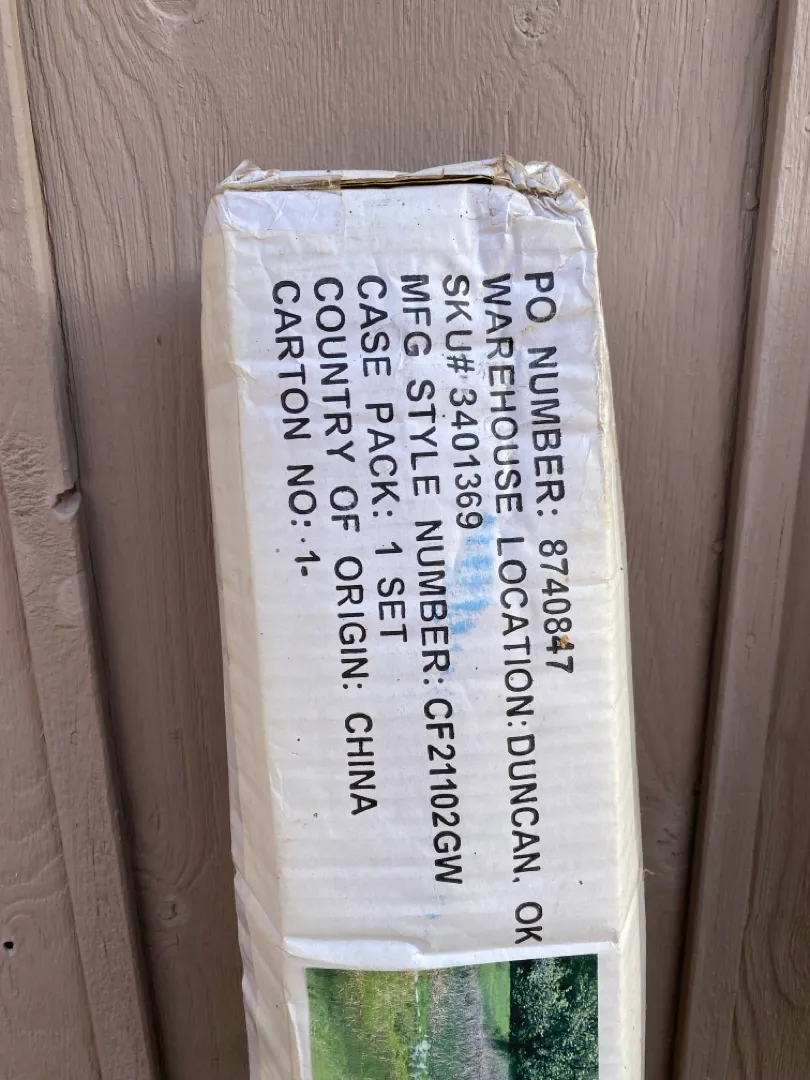 PO NUMBER: 8740847
WAREHOUSE LOCATION: DUNCAN, OK
SKU# 3401369
MFG STYLE NUMBER: CF21102GW
CASE PACK: 1 SET
COUNTRY OF ORIGIN: CHINA
CARTON NO: 1-